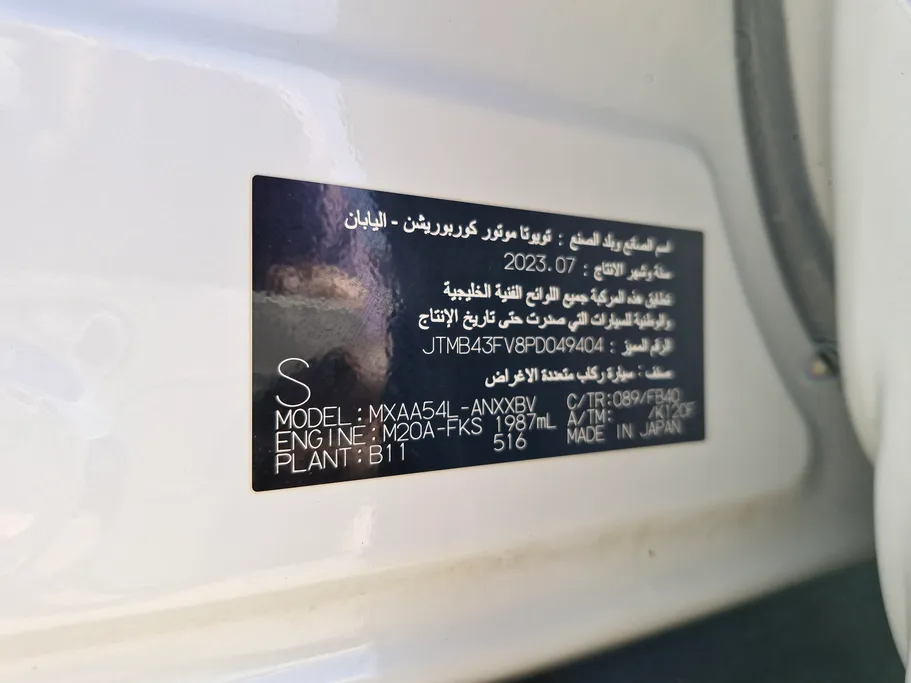 اسم الصانع وبلد الصنع : تويوتا موتور كوربوريشن - اليابان
سنة وشهر الانتاج : 2023.07
تطابق هذه المركبة جميع اللوائح الفنية الخليجية
والوطنية للسيارات التي صدرت حتى تاريخ الإنتاج
الرقم المميز : JTMB43FV8PD049404
صنف : سيارة ركاب متعددة الاغراض
S
MODEL:MXAA54L-ANXXBV C/TR:089/FB40
ENGINE:M20A-FKS 1987mL A/TM: /K120F
PLANT:B11 516 MADE IN JAPAN